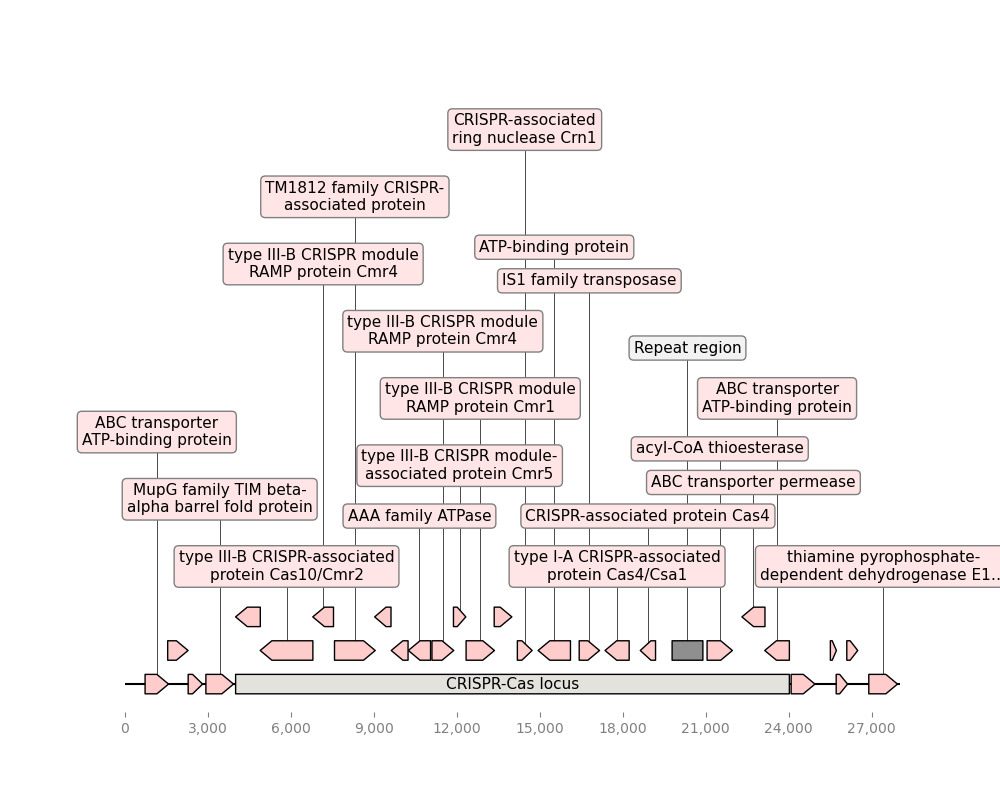 CRISPR-associated
ring nuclease Crn1
TM1812 family CRISPR-
associated protein
ATP-binding protein
type III-B CRISPR module
RAMP protein Cmr4
IS1 family transposase
type III-B CRISPR module
RAMP protein Cmr4
Repeat region
type III-B CRISPR module
RAMP protein Cmr1
ABC transporter
ATP-binding protein
ABC transporter
ATP-binding protein
acyl-CoA thioesterase
type III-B CRISPR module-
associated protein Cmr5
ABC transporter permease
MupG family TIM beta-
alpha barrel fold protein
AAA family ATPase
CRISPR-associated protein Cas4
type III-B CRISPR-associated
protein Cas10/Cmr2
type I-A CRISPR-associated
protein Cas4/Csa1
thiamine pyrophosphate-
dependent dehydrogenase E1...
CRISPR-Cas locus
0 3,000 6,000 9,000 12,000 15,000 18,000 21,000 24,000 27,000